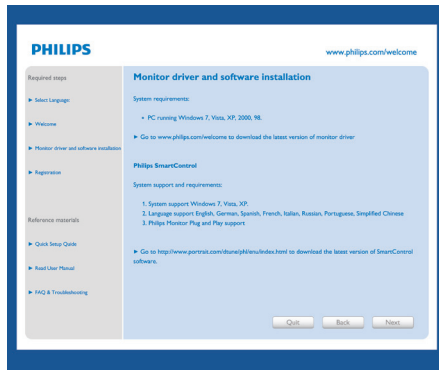 PHILIPS
www.philips.com/welcome
Required steps
► Select Language
► Welcome
► Monitor driver and software installation
► Registration
Reference materials
► Quick Setup Guide
► Read User Manual
► FAQ & Troubleshooting
Monitor driver and software installation
System requirements:
• PC running Windows 7, Vista, XP, 2000, 98.
► Go to www.philips.com/welcome to download the latest version of monitor driver
Philips SmartControl
System support and requirements:
1. System support Windows 7, Vista, XP.
2. Language support English, German, Spanish, French, Italian, Russian, Portuguese, Simplified Chinese
3. Philips Monitor Plug and Play support
► Go to http://www.portrait.com/dtune/phl/enu/index.html to download the latest version of SmartControl
software.
Quit
Back
Next